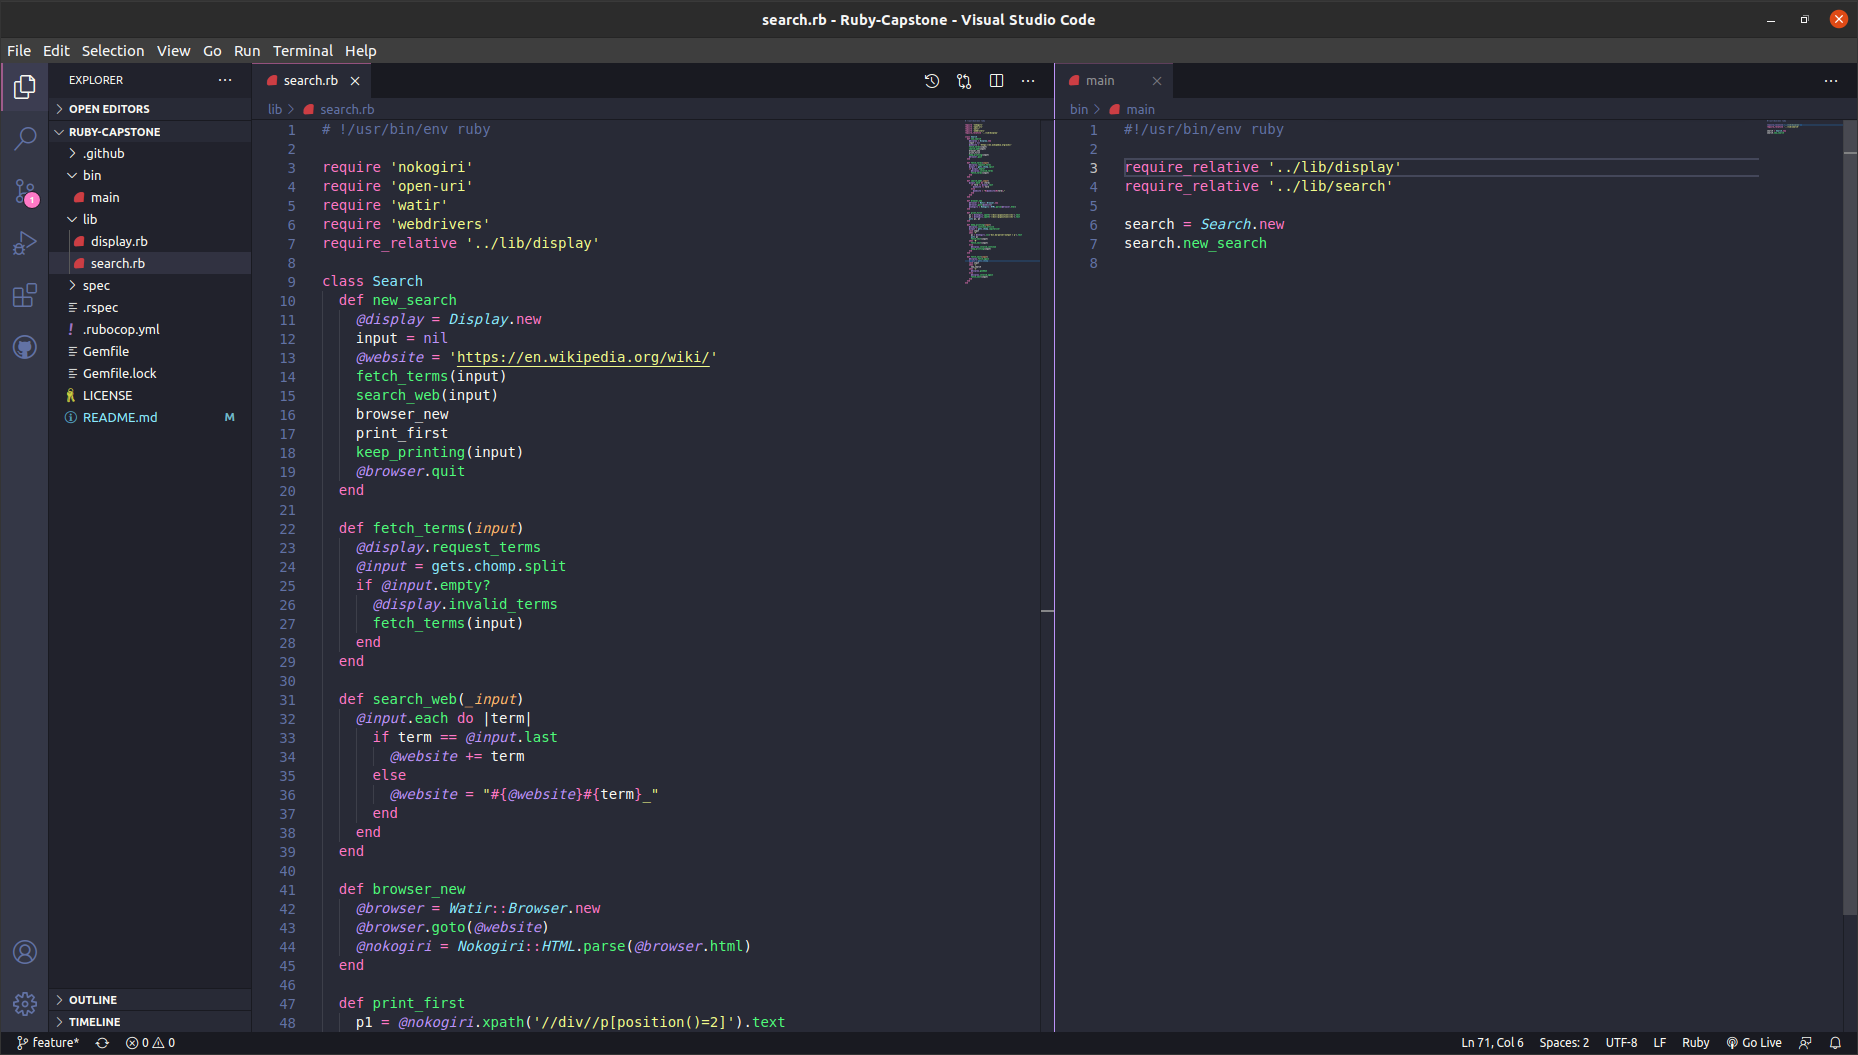 search.rb - Ruby-Capstone - Visual Studio Code
File Edit Selection View Go Run Terminal Help
EXPLORER
OPEN EDITORS
RUBY-CAPSTONE
.github
bin
main
lib
display.rb
search.rb
spec
.rspec
! .rubocop.yml
Gemfile
Gemfile.lock
LICENSE
README.md M
OUTLINE
TIMELINE
1
search.rb
lib > search.rb
1 # !/usr/bin/env ruby
2
3 require 'nokogiri'
4 require 'open-uri'
5 require 'watir'
6 require 'webdrivers'
7 require_relative '../lib/display'
8
9 class Search
10 def new_search
11 @display = Display.new
12 input = nil
13 @website = 'https://en.wikipedia.org/wiki/'
14 fetch_terms(input)
15 search_web(input)
16 browser_new
17 print_first
18 keep_printing(input)
19 @browser.quit
20 end
21
22 def fetch_terms(input)
23 @display.request_terms
24 @input = gets.chomp.split
25 if @input.empty?
26 @display.invalid_terms
27 fetch_terms(input)
28 end
29 end
30
31 def search_web(_input)
32 @input.each do |term|
33 if term == @input.last
34 @website += term
35 else
36 @website = "#{@website}#{term}_"
37 end
38 end
39 end
40
41 def browser_new
42 @browser = Watir::Browser.new
43 @browser.goto(@website)
44 @nokogiri = Nokogiri::HTML.parse(@browser.html)
45 end
46
47 def print_first
48 p1 = @nokogiri.xpath('//div//p[position()=2]').text
main
bin > main
1 #!/usr/bin/env ruby
2
3 require_relative '../lib/display'
4 require_relative '../lib/search'
5
6 search = Search.new
7 search.new_search
8
feature* 0 0 Ln 71, Col 6 Spaces: 2 UTF-8 LF Ruby Go Live